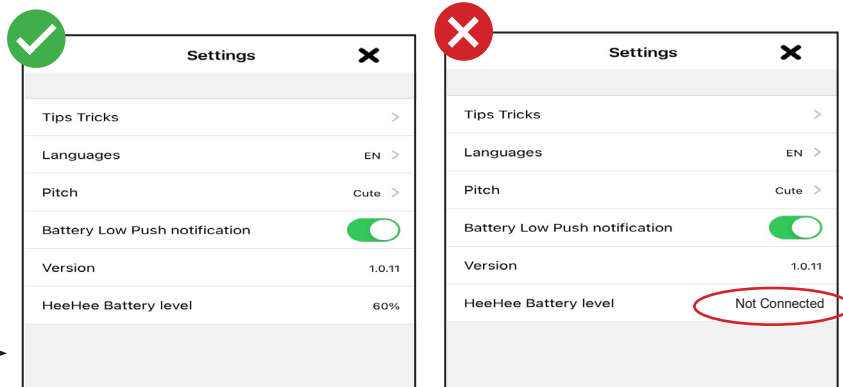 Settings
Tips Tricks
Languages EN
Pitch Cute
Battery Low Push notification
Version 1.0.11
HeeHee Battery level 60%
Settings
Tips Tricks
Languages EN
Pitch Cute
Battery Low Push notification
Version 1.0.11
HeeHee Battery level Not Connected